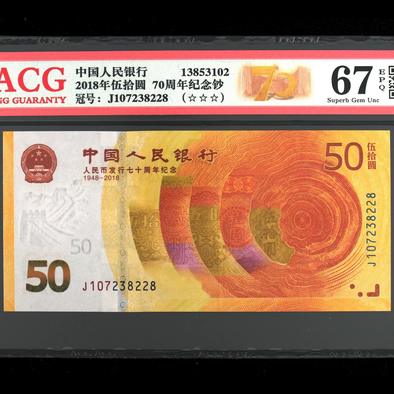 ACG
NG GUARANTY
中国人民银行 13853102
2018年伍拾圆 70周年纪念钞
冠号: J107238228 (☆☆☆)
70
67 EPQ
Superb Gem Unc
中国人民银行
人民币发行七十周年纪念
1948-2018
50 伍拾圆
50
50
J107238228
J107238228